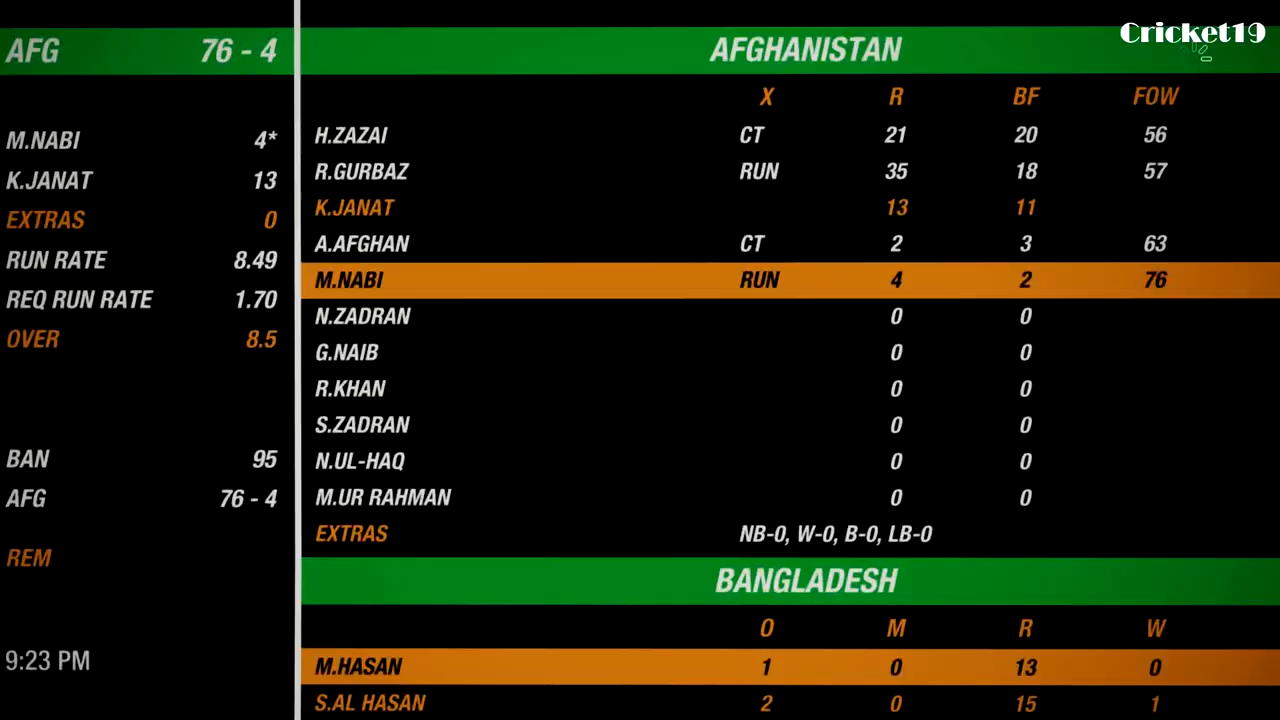 AFG 76 - 4
M.NABI 4*
K.JANAT 13
EXTRAS 0
RUN RATE 8.49
REQ RUN RATE 1.70
OVER 8.5
BAN 95
AFG 76 - 4
REM
9:23 PM
Cricket19
AFGHANISTAN
X R BF FOW
H.ZAZAI CT 21 20 56
R.GURBAZ RUN 35 18 57
K.JANAT 13 11
A.AFGHAN CT 2 3 63
M.NABI RUN 4 2 76
N.ZADRAN 0 0
G.NAIB 0 0
R.KHAN 0 0
S.ZADRAN 0 0
N.UL-HAQ 0 0
M.UR RAHMAN 0 0
EXTRAS NB-0, W-0, B-0, LB-0
BANGLADESH
O M R W
M.HASAN 1 0 13 0
S.AL HASAN 2 0 15 1